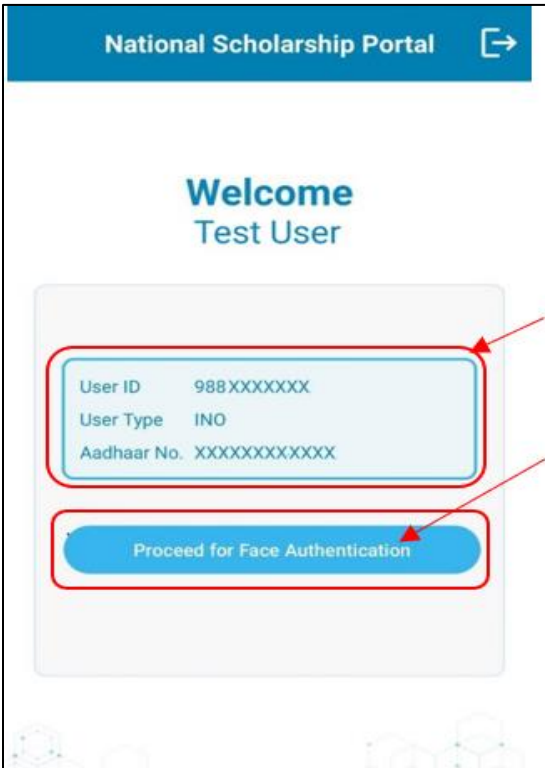 National Scholarship Portal
Welcome
Test User
User ID 988XXXXXXX
User Type INO
Aadhaar No. XXXXXXXXXXXX
Proceed for Face Authentication